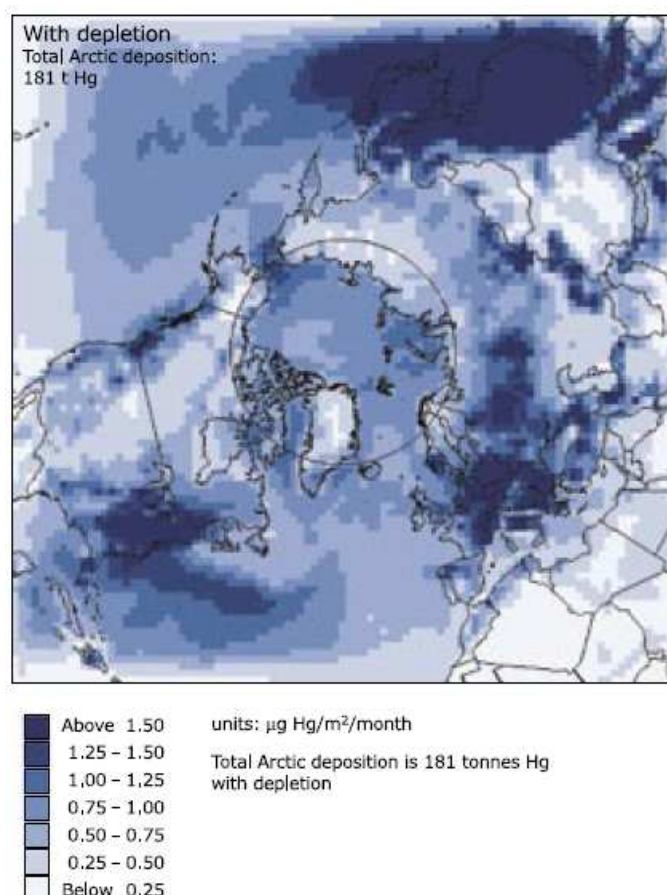 With depletion
Total Arctic deposition:
181 t Hg
Above 1.50
1.25 – 1.50
1.00 – 1.25
0.75 – 1.00
0.50 – 0.75
0.25 – 0.50
Below 0.25
units: µg Hg/m²/month
Total Arctic deposition is 181 tonnes Hg
with depletion